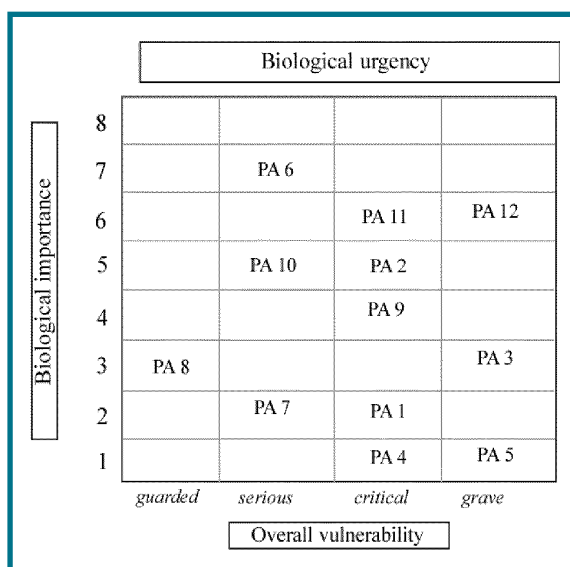 Biological urgency
Biological importance
8
7 PA 6
6 PA 11 PA 12
5 PA 10 PA 2
4 PA 9
3 PA 8 PA 3
2 PA 7 PA 1
1 PA 4 PA 5
guarded serious critical grave
Overall vulnerability